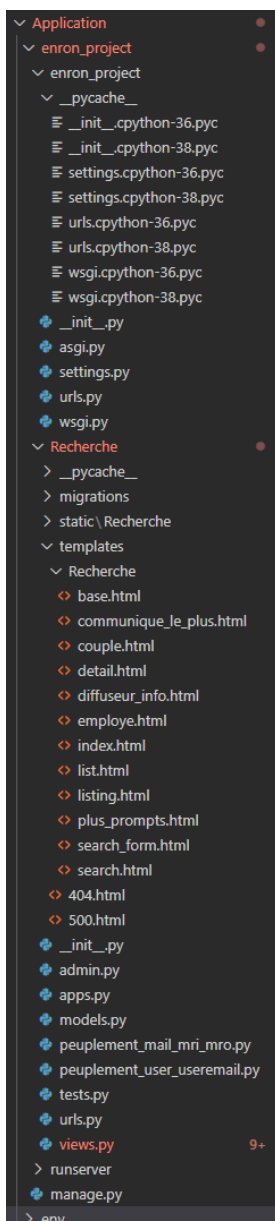 Application
enron_project
enron_project
__pycache__
__init__.cpython-36.pyc
__init__.cpython-38.pyc
settings.cpython-36.pyc
settings.cpython-38.pyc
urls.cpython-36.pyc
urls.cpython-38.pyc
wsgi.cpython-36.pyc
wsgi.cpython-38.pyc
__init__.py
asgi.py
settings.py
urls.py
wsgi.py
Recherche
__pycache__
migrations
static\Recherche
templates
Recherche
base.html
communique_le_plus.html
couple.html
detail.html
diffuseur_info.html
employe.html
index.html
list.html
listing.html
plus_prompts.html
search_form.html
search.html
404.html
500.html
__init__.py
admin.py
apps.py
models.py
peuplement_mail_mri_mro.py
peuplement_user_useremail.py
tests.py
urls.py
views.py 9+
runserver
manage.py
env